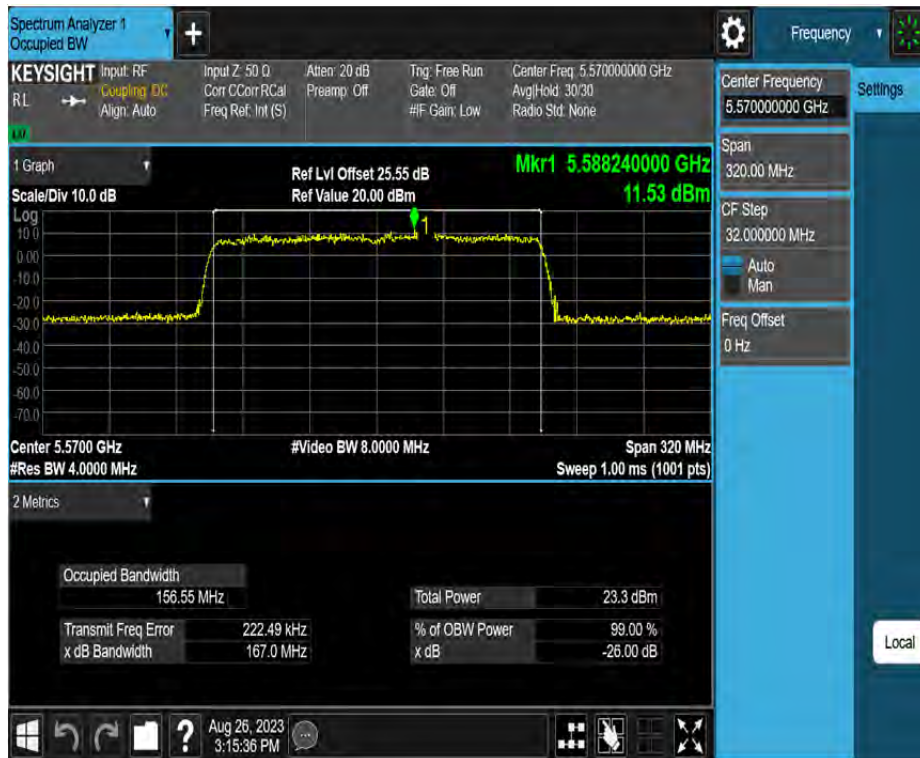 Spectrum Analyzer 1
Occupied BW
+
Frequency
KEYSIGHT
RL
Input: RF
Coupling: DC
Align: Auto
Input Z: 50 Ω
Corr CCorr RCal
Freq Ref: Int (S)
Atten: 20 dB
Preamp: Off
Trig: Free Run
Gate: Off
#IF Gain: Low
Center Freq: 5.570000000 GHz
Avg|Hold: 30/30
Radio Std: None
Center Frequency
5.570000000 GHz
Settings
Span
320.00 MHz
CF Step
32.000000 MHz
Auto
Man
Freq Offset
0 Hz
1 Graph
Scale/Div 10.0 dB
Ref Lvl Offset 25.55 dB
Ref Value 20.00 dBm
Mkr1 5.588240000 GHz
11.53 dBm
Log
10.0
0.00
-10.0
-20.0
-30.0
-40.0
-50.0
-60.0
-70.0
1
Center 5.5700 GHz
#Res BW 4.0000 MHz
#Video BW 8.0000 MHz
Span 320 MHz
Sweep 1.00 ms (1001 pts)
2 Metrics
Occupied Bandwidth
156.55 MHz
Transmit Freq Error 222.49 kHz
x dB Bandwidth 167.0 MHz
Total Power 23.3 dBm
% of OBW Power 99.00 %
x dB -26.00 dB
Local
?
Aug 26, 2023
3:15:36 PM